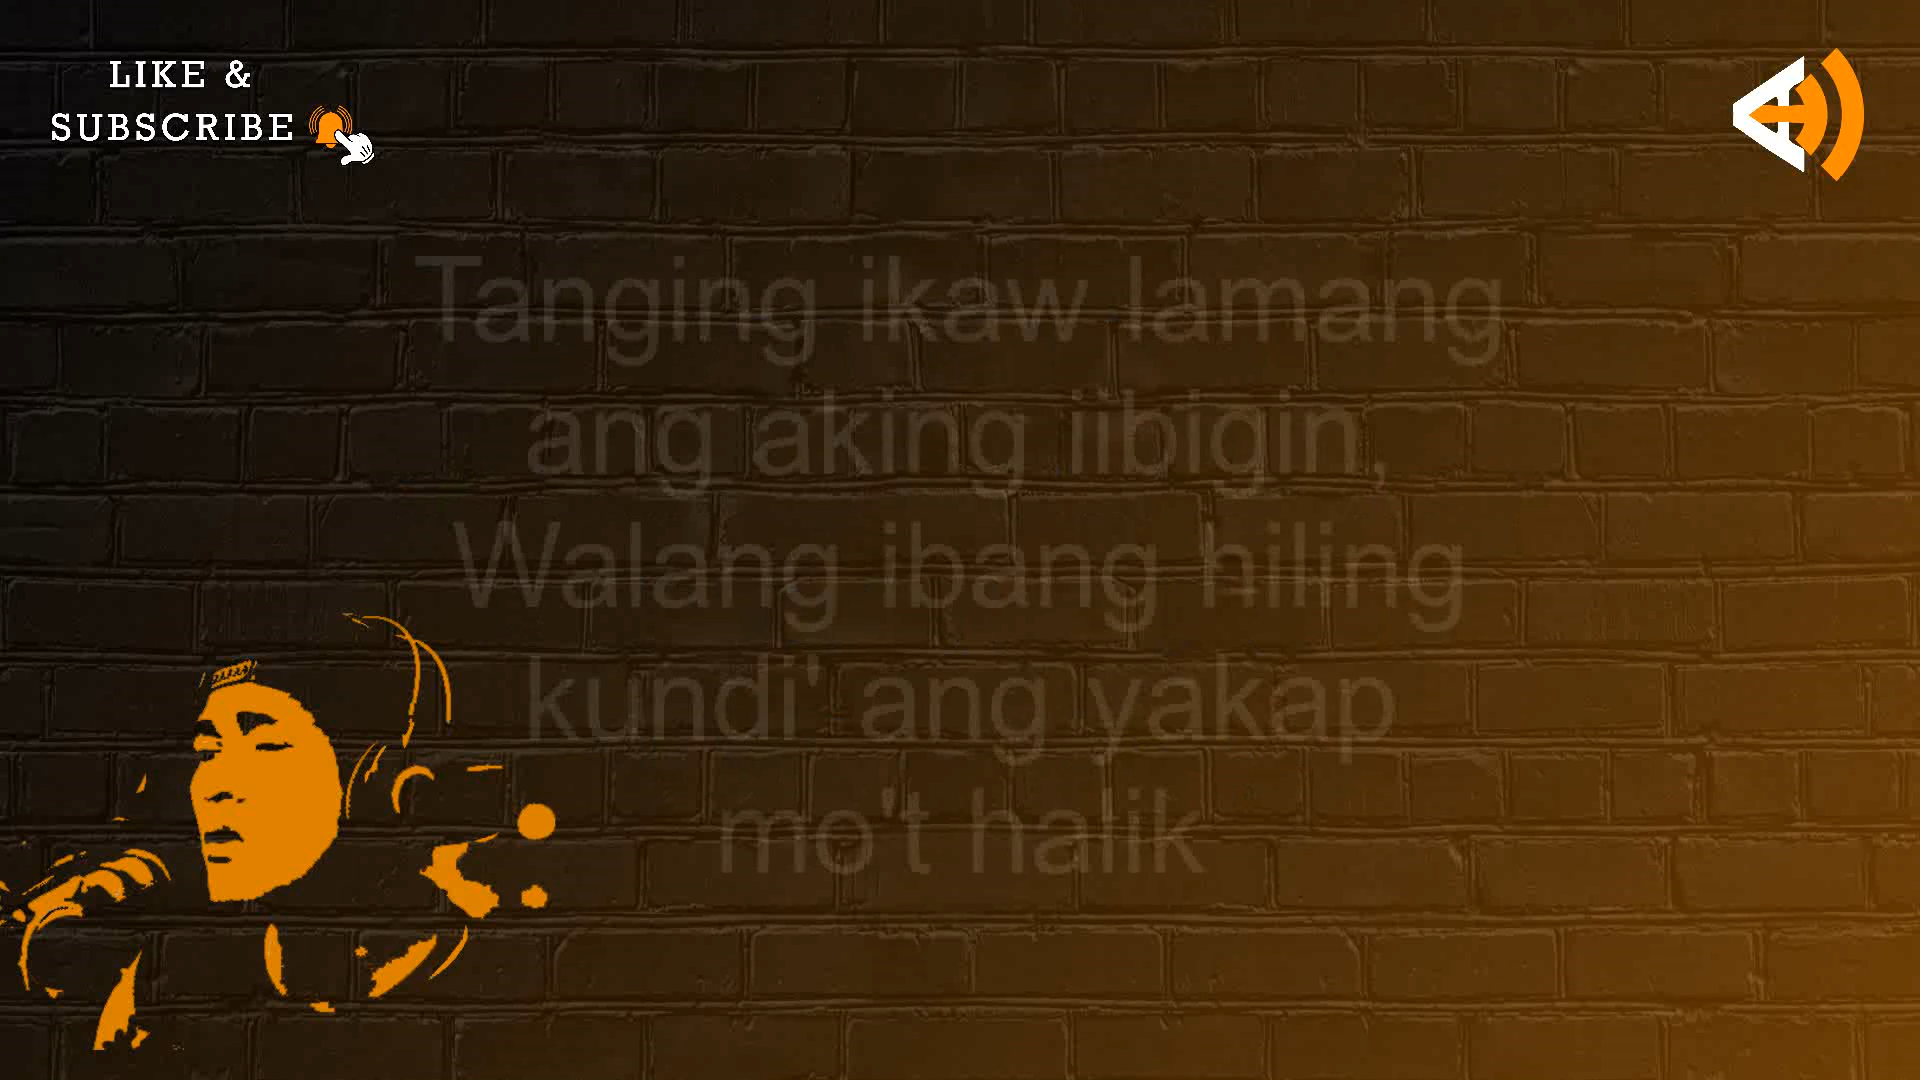 LIKE &
SUBSCRIBE
Tanging ikaw lamang
ang aking iibigin,
Walang ibang hiling
kundi' ang yakap
mo't halik